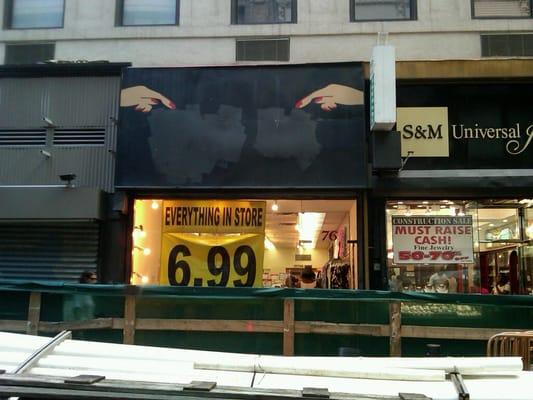 EVERYTHING IN STORE
6.99
76
S&M
Universal
CONSTRUCTION SALE
MUST RAISE
CASH!
Fine Jewelry
50-70%